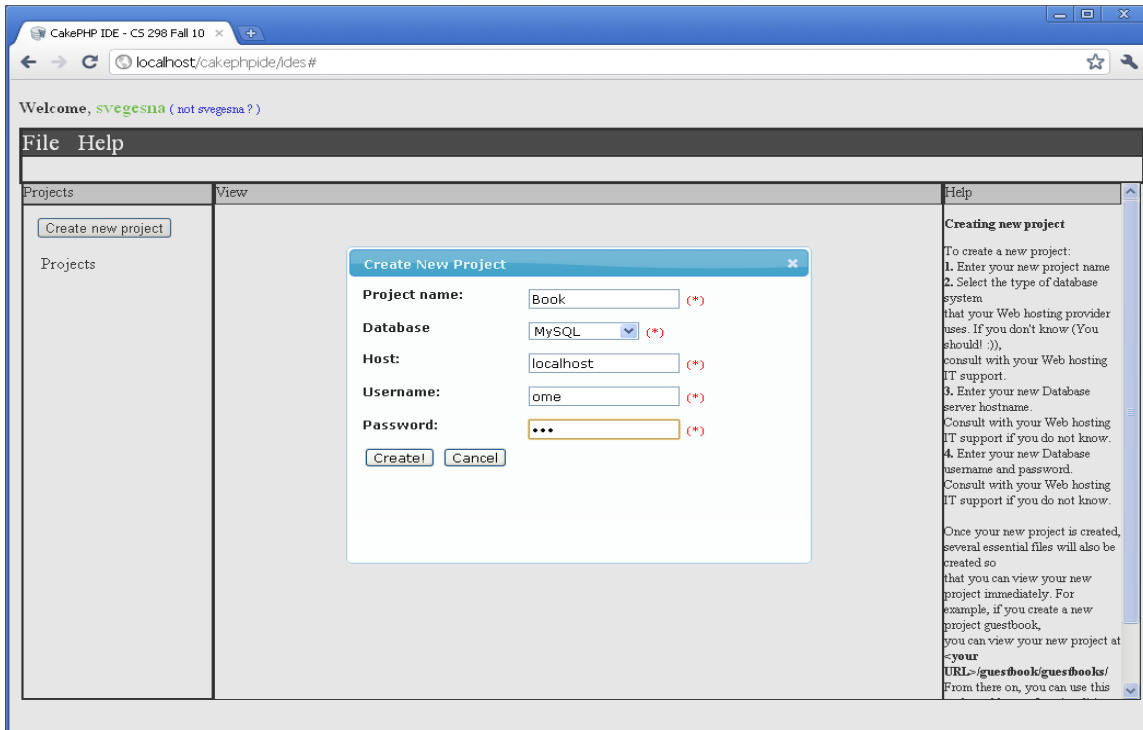 CakePHP IDE - CS 298 Fall 10
localhost/cakephpide/ides#
Welcome, svegesna ( not svegesna ? )
File Help
Projects
Create new project
Projects
View
Create New Project
Project name: Book (*)
Database MySQL (*)
Host: localhost (*)
Username: ome (*)
Password: ••• (*)
Create! Cancel
Help
Creating new project
To create a new project:
1. Enter your new project name
2. Select the type of database
system
that your Web hosting provider
uses. If you don't know (You
should! :)),
consult with your Web hosting
IT support.
3. Enter your new Database
server hostname.
Consult with your Web hosting
IT support if you do not know.
4. Enter your new Database
username and password.
Consult with your Web hosting
IT support if you do not know.
Once your new project is created,
several essential files will also be
created so
that you can view your new
project immediately. For
example, if you create a new
project guestbook,
you can view your new project at
<your
URL>/guestbook/guestbooks/
From there on, you can use this